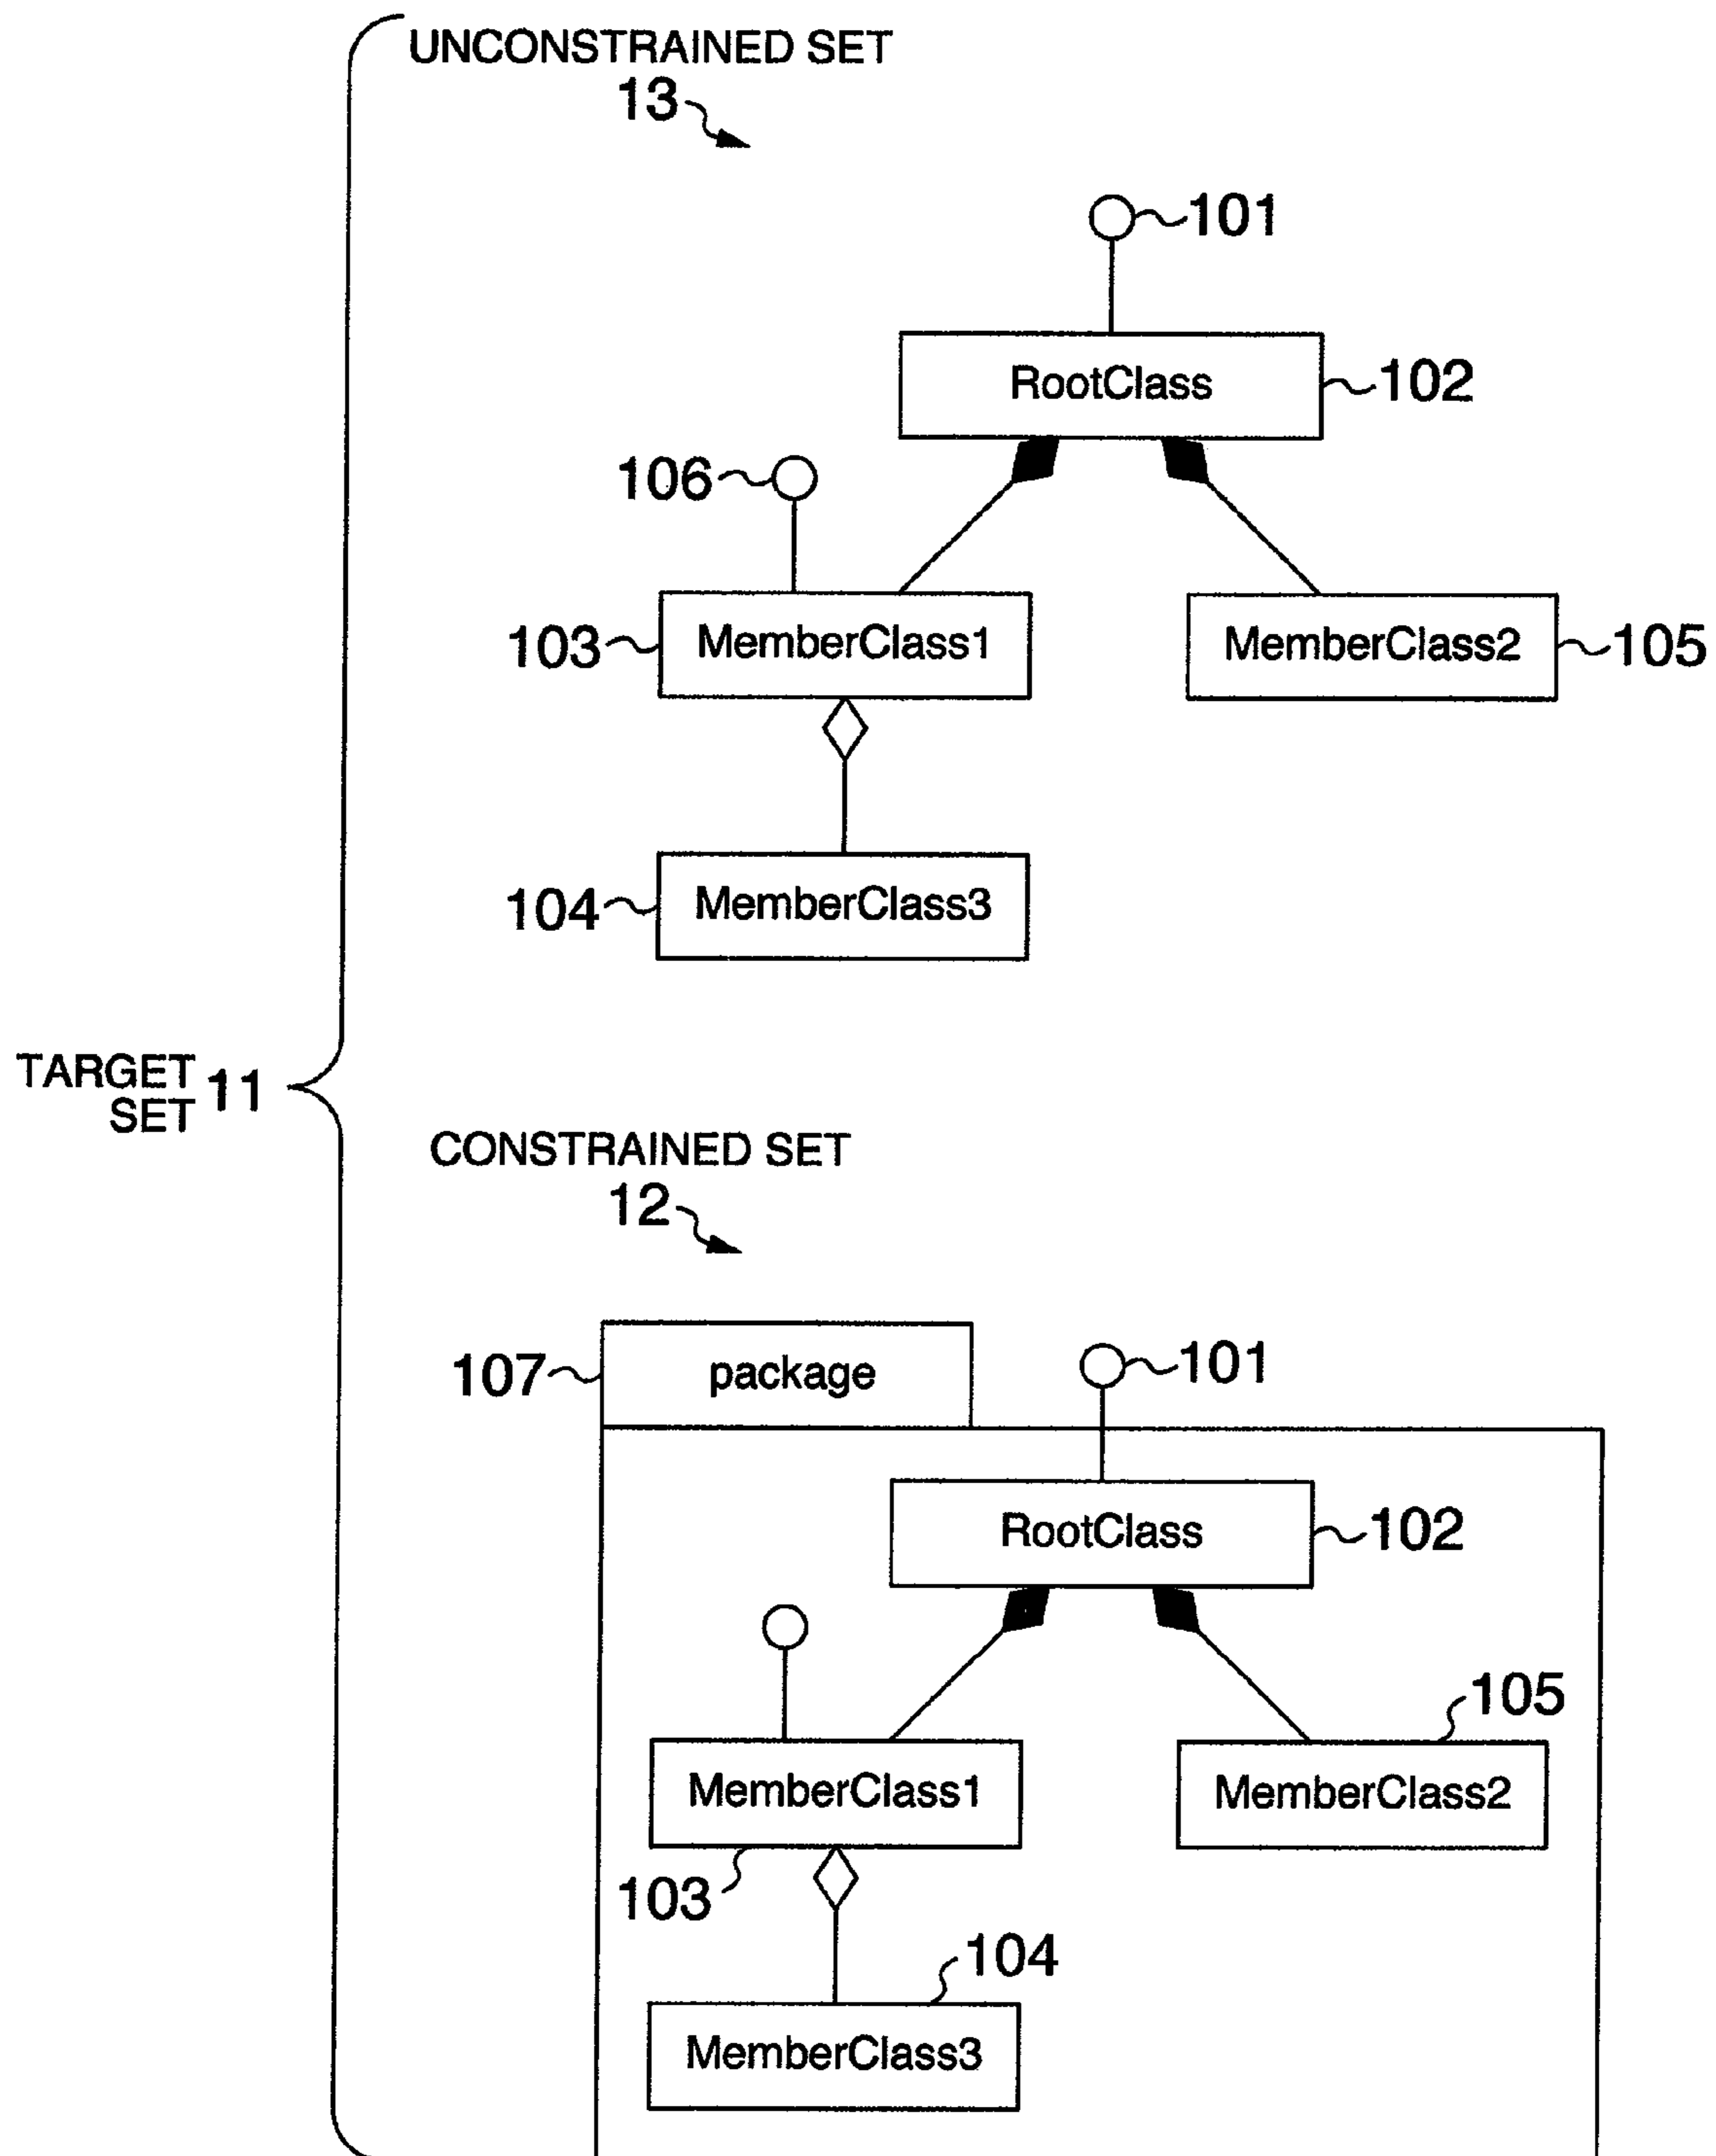 UNCONSTRAINED SET
13
101
RootClass
102
106
103
MemberClass1
MemberClass2
105
104
MemberClass3
TARGET
SET
11
CONSTRAINED SET
12
107
package
101
RootClass
102
105
MemberClass1
MemberClass2
103
104
MemberClass3